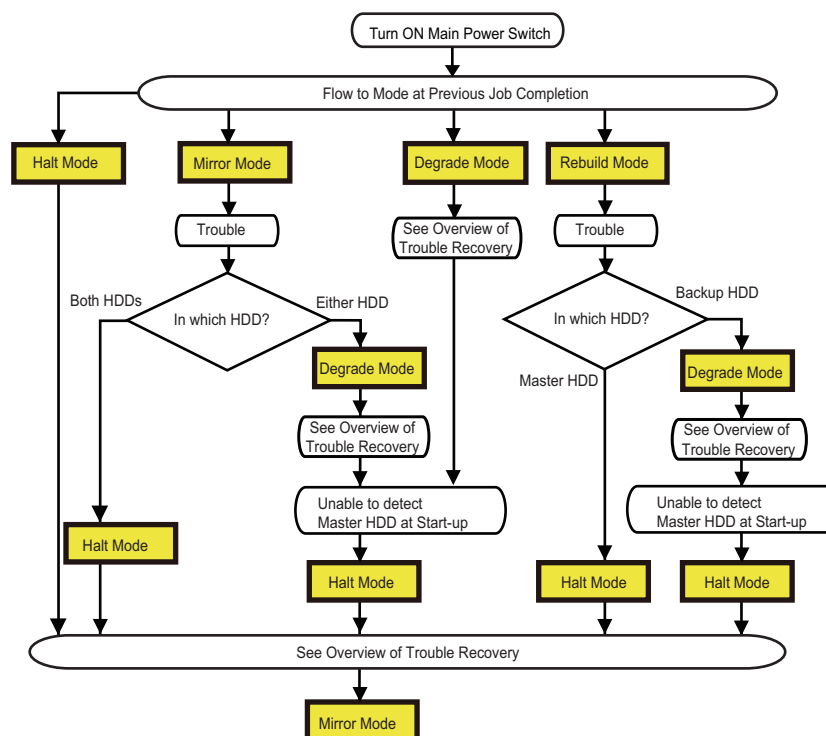 Turn ON Main Power Switch
Flow to Mode at Previous Job Completion
Halt Mode
Mirror Mode
Degrade Mode
Rebuild Mode
Trouble
See Overview of
Trouble Recovery
Trouble
Both HDDs
In which HDD?
Either HDD
In which HDD?
Backup HDD
Degrade Mode
Master HDD
Degrade Mode
See Overview of
Trouble Recovery
See Overview of
Trouble Recovery
Unable to detect
Master HDD at Start-up
Unable to detect
Master HDD at Start-up
Halt Mode
Halt Mode
Halt Mode
Halt Mode
See Overview of Trouble Recovery
Mirror Mode